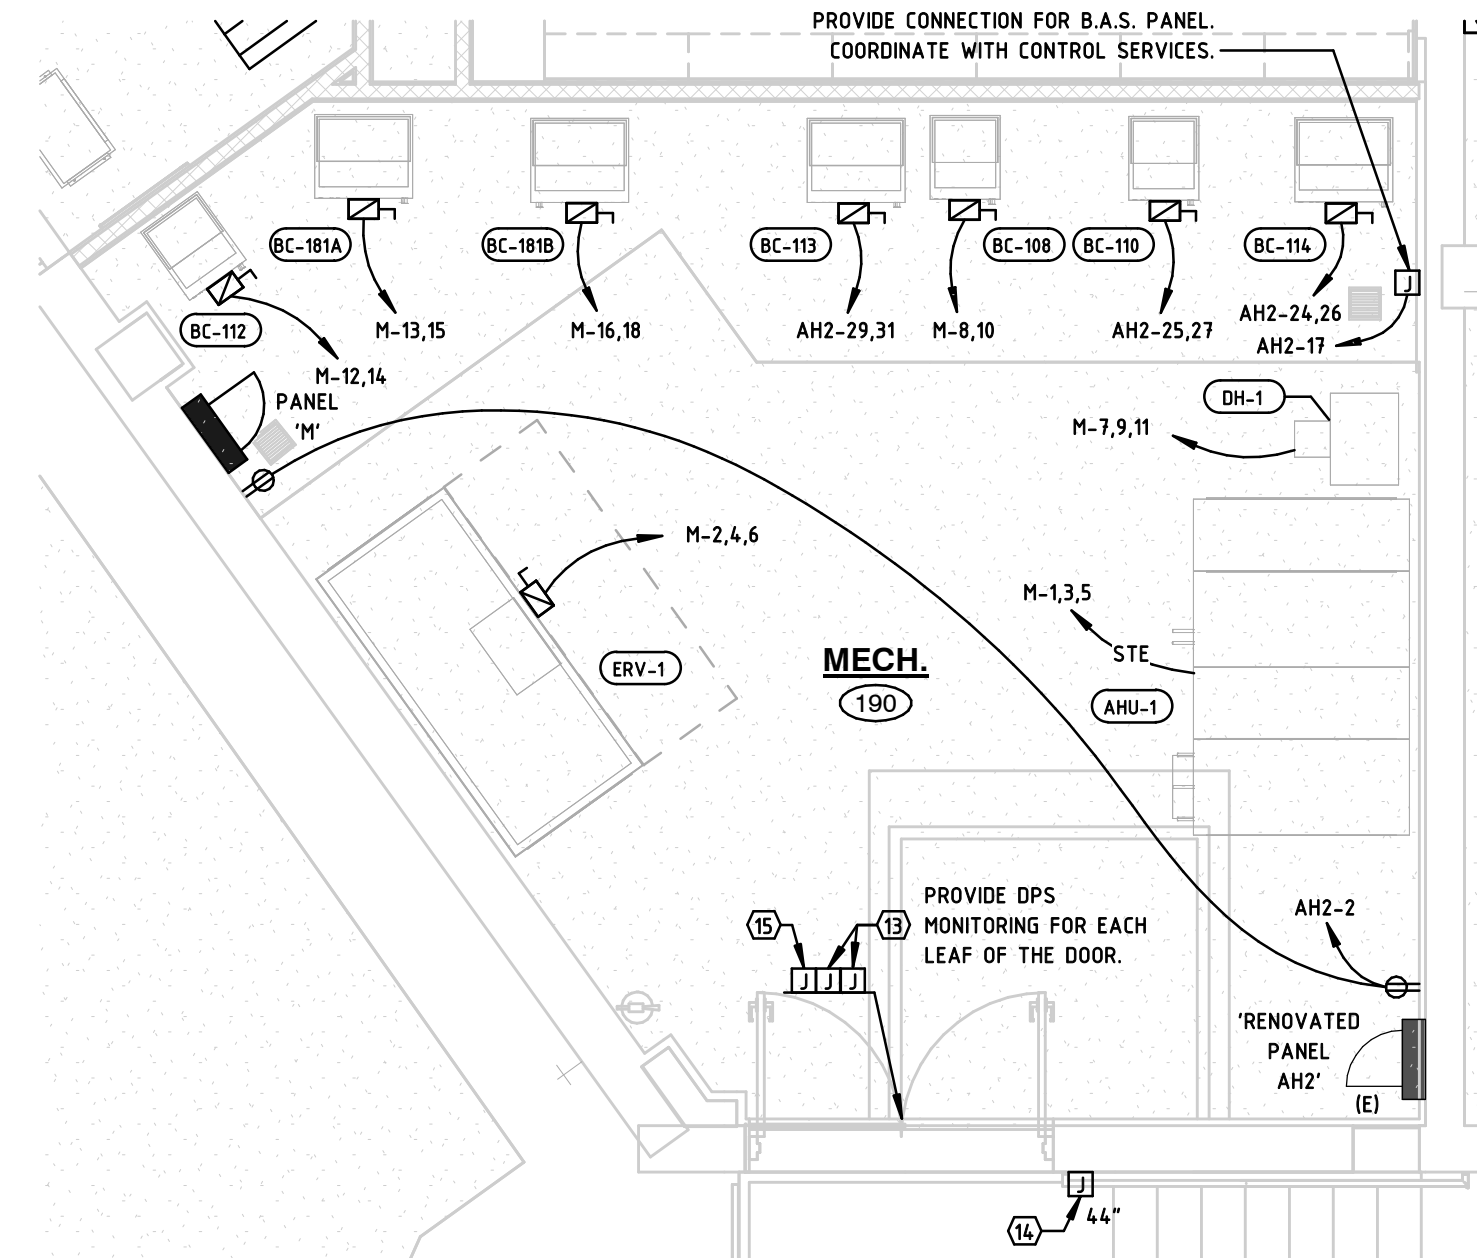 PROVIDE CONNECTION FOR B.A.S. PANEL.
COORDINATE WITH CONTROL SERVICES.
BC-181A
BC-181B
BC-113
BC-108
BC-110
BC-114
J
BC-112
M-13,15
M-16,18
AH2-29,31
M-8,10
AH2-25,27
AH2-24,26
AH2-17
M-12,14
PANEL
'M'
DH-1
M-7,9,11
M-2,4,6
M-1,3,5
STE
ERV-1
MECH.
190
AHU-1
15
13
PROVIDE DPS
MONITORING FOR EACH
LEAF OF THE DOOR.
AH2-2
J J J
'RENOVATED
PANEL
AH2'
(E)
J
14
44"